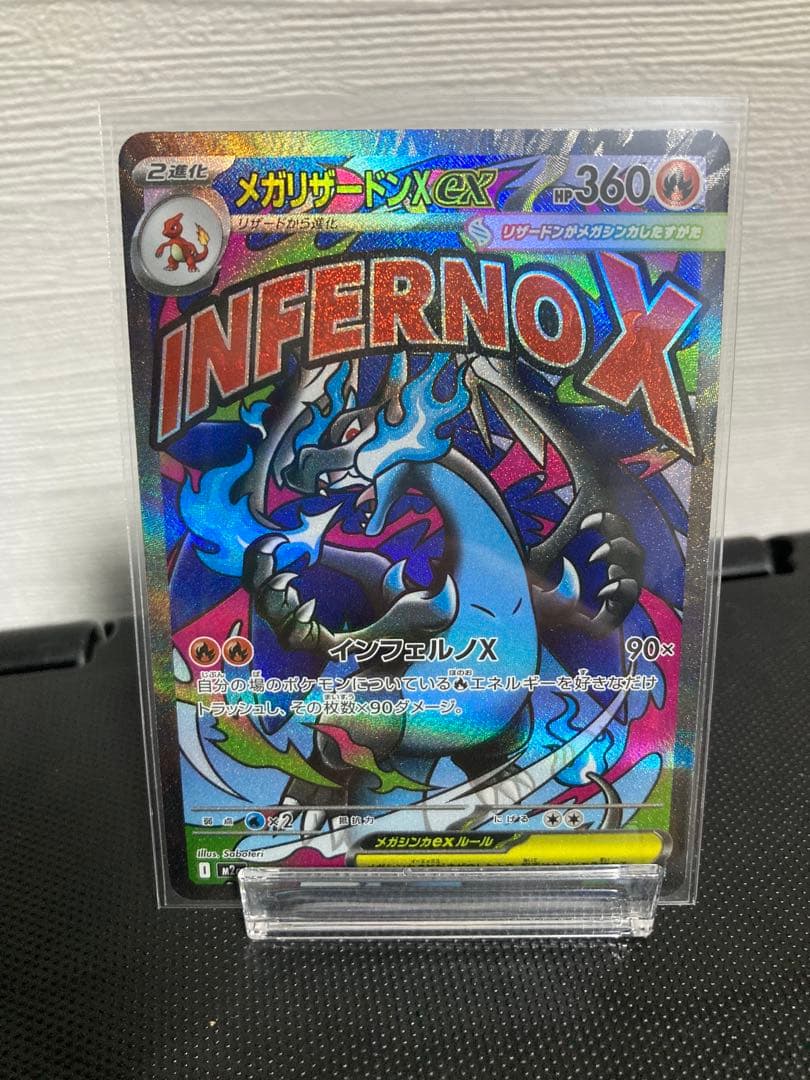 2進化
メガリザードンXex
HP360
リザードから進化
リザードンがメガシンカしたすがた
INFERNO X
インフェルノX 90×
自分の場のポケモンについているエネルギーを好きなだけ
トラッシュし、その枚数×90ダメージ。
弱点 ×2 抵抗力 にげる
メガシンカexルール
Illus. Saboteri
I M2